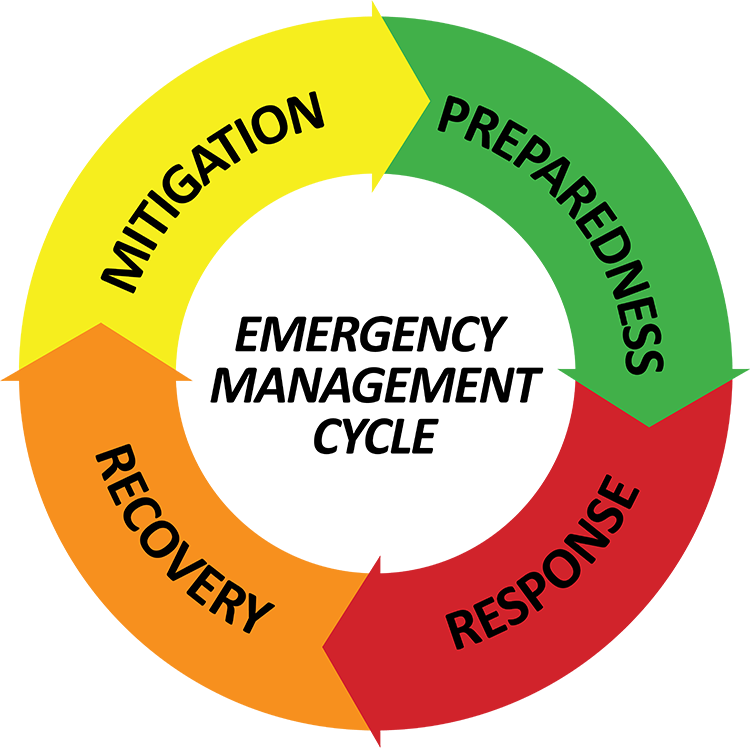 MITIGATION
PREPAREDNESS
EMERGENCY
MANAGEMENT
CYCLE
RECOVERY
RESPONSE